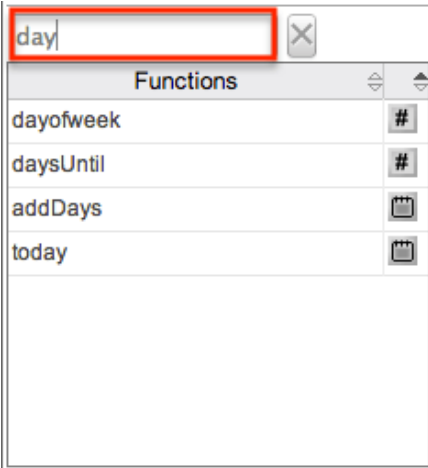 day
Functions
dayofweek #
daysUntil #
addDays
today